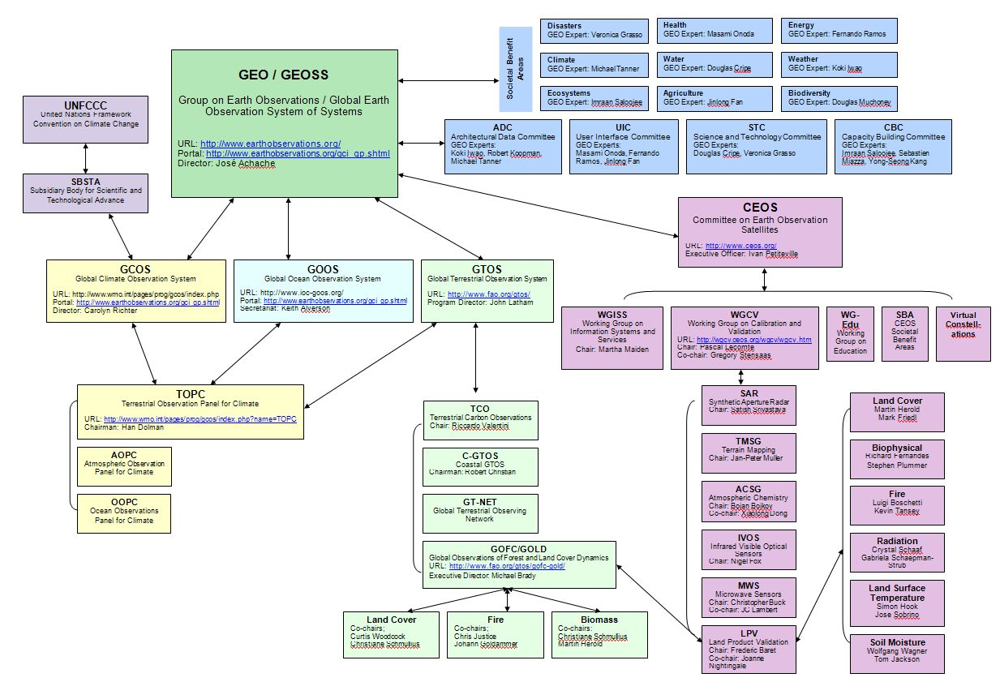 GEO / GEOSS
Group on Earth Observations / Global Earth
Observation System of Systems
URL: http://www.earthobservations.org/
Portal: http://www.earthobservations.org/gci_gp.shtml
Director: José Achache
Societal Benefit
Areas
Disasters
GEO Expert: Veronica Grasso
Health
GEO Expert: Masami Onoda
Energy
GEO Expert: Fernando Ramos
Climate
GEO Expert: Michael Tanner
Water
GEO Expert: Douglas Cripe
Weather
GEO Expert: Koki Iwao
Ecosystems
GEO Expert: Imraan Saloojee
Agriculture
GEO Expert: Jinlong Fan
Biodiversity
GEO Expert: Douglas Muchoney
ADC
Architectural Data Committee
GEO Experts:
Koki Iwao, Robert Koopman,
Michael Tanner
UIC
User Interface Committee
GEO Experts:
Masami Onoda, Fernando
Ramos, Jinlong Fan
STC
Science and Technology Committee
GEO Experts:
Douglas Cripe, Veronica Grasso
CBC
Capacity Building Committee
GEO Experts:
Imraan Saloojee, Sebastien
Miazza, Yong-Seong Kang
UNFCCC
United Nations Framework
Convention on Climate Change
SBSTA
Subsidiary Body for Scientific and
Technological Advance
CEOS
Committee on Earth Observation
Satellites
URL: http://www.ceos.org/
Executive Officer: Ivan Petiteville
GCOS
Global Climate Observation System
URL: http://www.wmo.int/pages/prog/gcos/index.php
Portal: http://www.earthobservations.org/gci_gp.shtml
Director: Carolyn Richter
GOOS
Global Ocean Observation System
URL: http://www.ioc-goos.org/
Portal: http://www.earthobservations.org/gci_gp.shtml
Secretariat: Keith Alverson
GTOS
Global Terrestrial Observation System
URL: http://www.fao.org/gtos/
Program Director: John Latham
WGISS
Working Group on
Information Systems and
Services
Chair: Martha Maiden
WGCV
Working Group on Calibration and
Validation
URL: http://wgcv.ceos.org/wgcv/wgcv.htm
Chair: Pascal Lecomte
Co-chair: Gregory Stensaas
WG-
Edu
Working
Group on
Education
SBA
CEOS
Societal
Benefit
Areas
Virtual
Constell-
ations
TOPC
Terrestrial Observation Panel for Climate
URL: http://www.wmo.int/pages/prog/gcos/index.php?name=TOPC
Chairman: Han Dolman
AOPC
Atmospheric Observation
Panel for Climate
OOPC
Ocean Observations
Panel for Climate
TCO
Terrestrial Carbon Observations
Chair: Riccardo Valentini
C-GTOS
Coastal GTOS
Chairman: Robert Christian
GT-NET
Global Terrestrial Observing
Network
GOFC/GOLD
Global Observations of Forest and Land Cover Dynamics
URL: http://www.fao.org/gtos/gofc-gold/
Executive Director: Michael Brady
Land Cover
Co-chairs;
Curtis Woodcock
Christiane Schmullius
Fire
Co-chairs;
Chris Justice
Johann Goldammer
Biomass
Co-chairs:
Christiane Schmullius
Martin Herold
SAR
Synthetic Aperture Radar
Chair: Satish Srivastava
TMSG
Terrain Mapping
Chair: Jan-Peter Muller
ACSG
Atmospheric Chemistry
Chair: Bojan Bojkov
Co-chair: Xiaolong Dong
IVOS
Infrared Visible Optical
Sensors
Chair: Nigel Fox
MWS
Microwave Sensors
Chair: Christopher Buck
Co-chair: JC Lambert
LPV
Land Product Validation
Chair: Frederic Baret
Co-chair: Joanne
Nightingale
Land Cover
Martin Herold
Mark Friedl
Biophysical
Richard Fernandes
Stephen Plummer
Fire
Luigi Boschetti
Kevin Tansey
Radiation
Crystal Schaaf
Gabriela Schaepman-
Strub
Land Surface
Temperature
Simon Hook
Jose Sobrino
Soil Moisture
Wolfgang Wagner
Tom Jackson